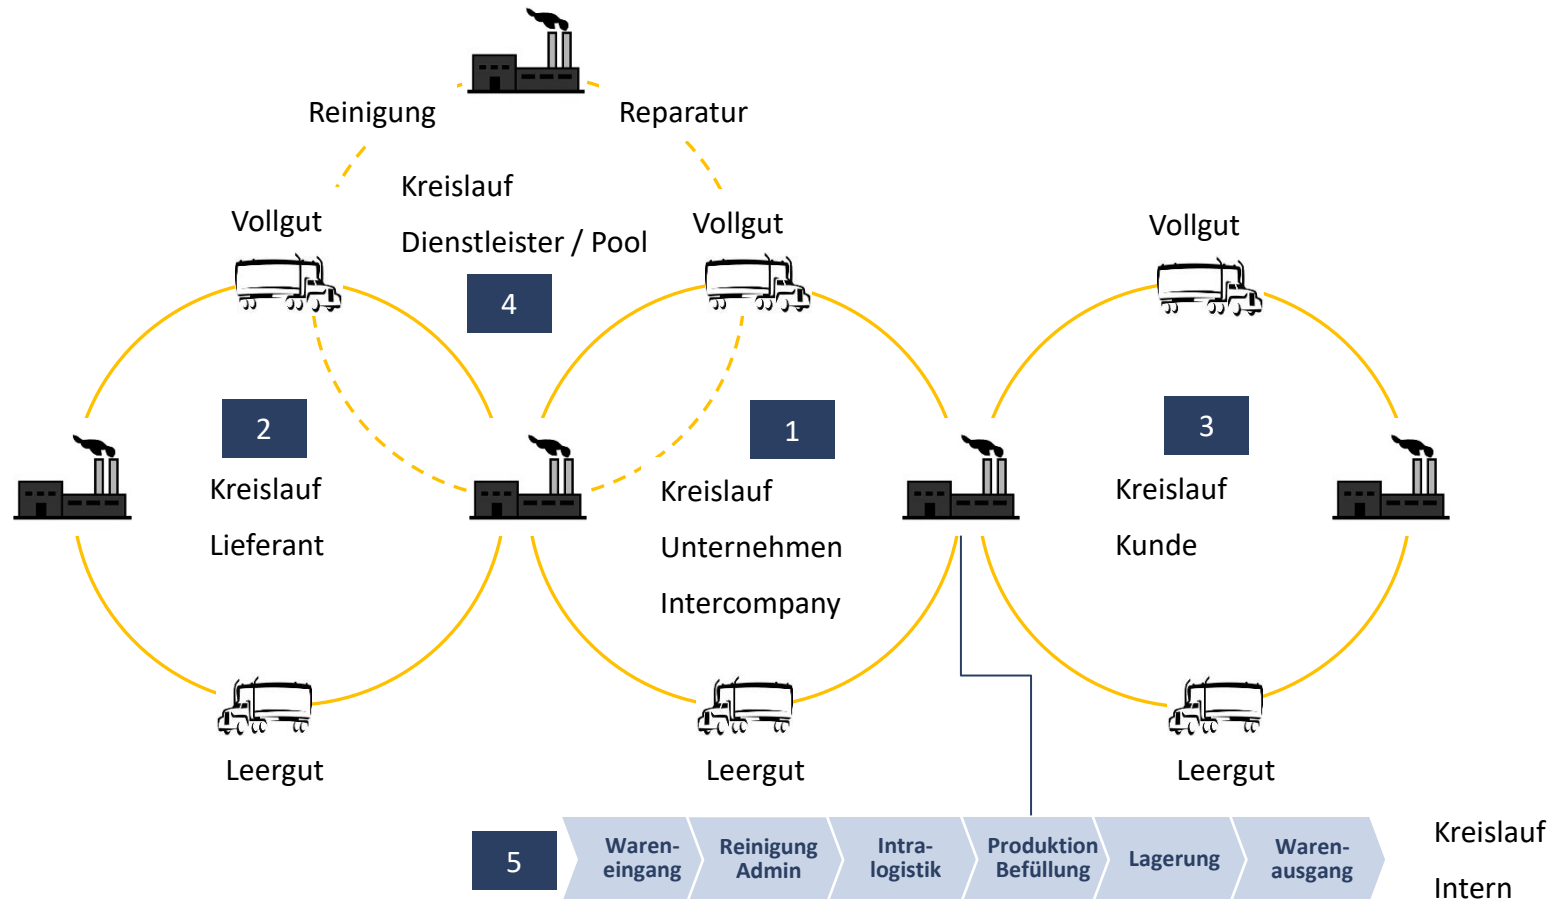 Reinigung
Reparatur
Kreislauf
Dienstleister / Pool
4
Vollgut
Vollgut
Vollgut
2
Kreislauf
Lieferant
1
Kreislauf
Unternehmen
Intercompany
3
Kreislauf
Kunde
Leergut
Leergut
Leergut
5
Waren-
eingang
Reinigung
Admin
Intra-
logistik
Produktion
Befüllung
Lagerung
Waren-
ausgang
Kreislauf
Intern